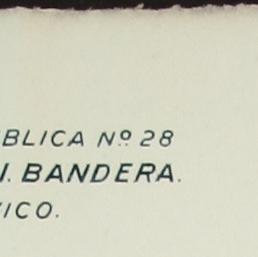 BLICA Nº 28
. BANDERA.
ICO.